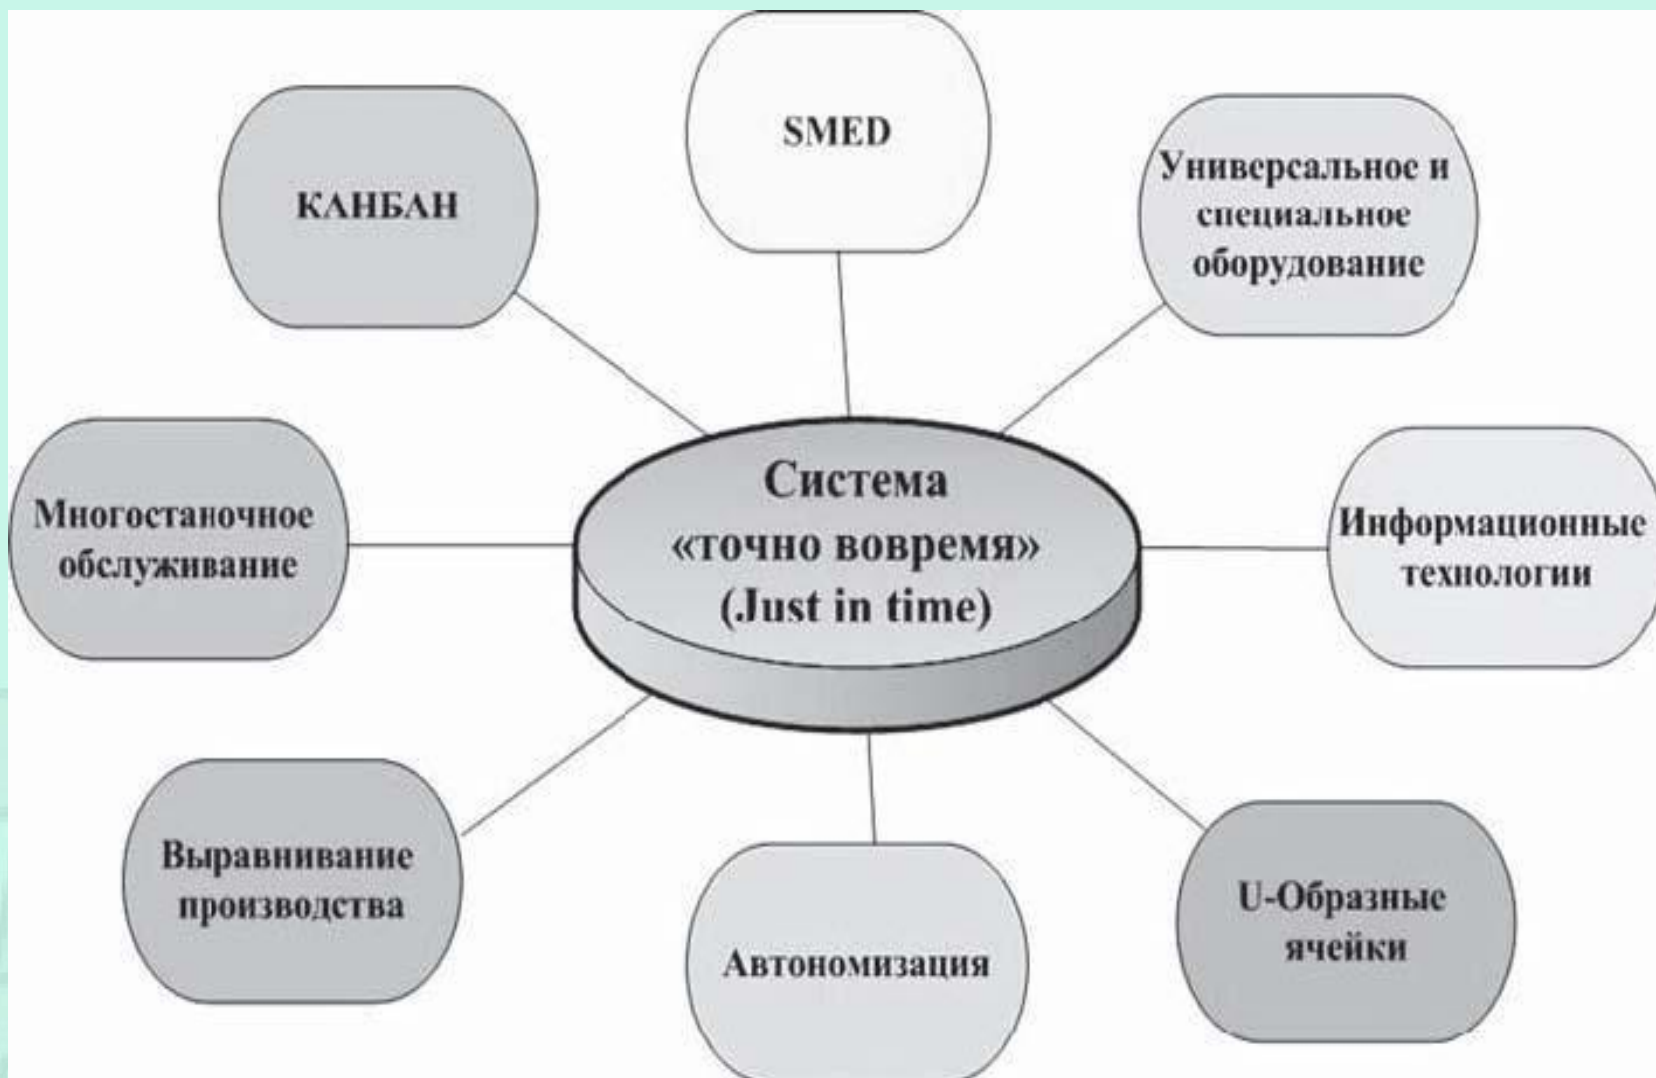 SMED
КАНБАН
Универсальное и
специальное
оборудование
Система
«точно вовремя»
(Just in time)
Многостаночное
обслуживание
Информационные
технологии
Выравнивание
производства
Автономизация
U-Образные
ячейки